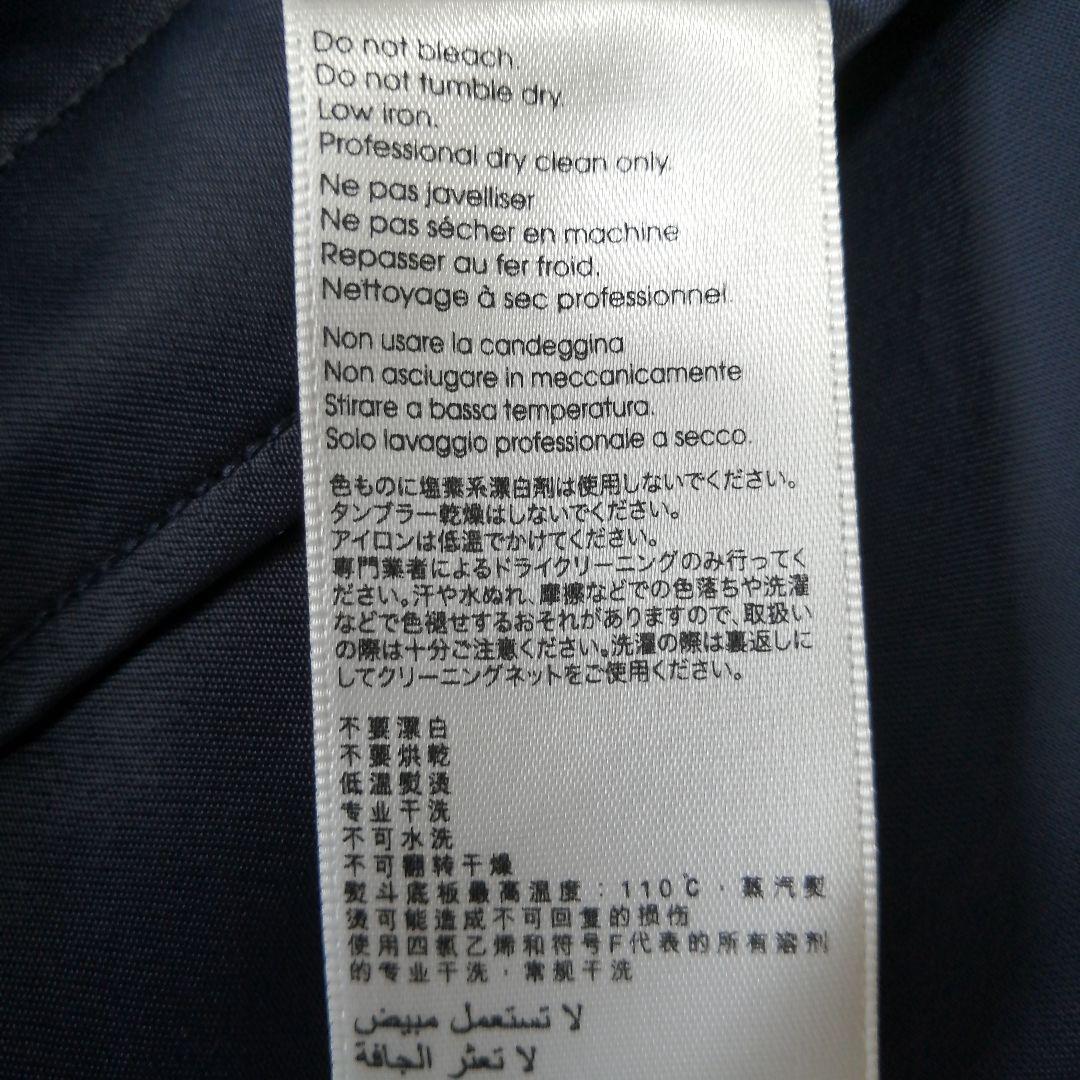 Do not bleach.
Do not tumble dry.
Low iron.
Professional dry clean only.
Ne pas javelliser
Ne pas sécher en machine
Repasser au fer froid.
Nettoyage à sec professionnel.
Non usare la candeggina
Non asciugare in meccanicamente
Stirare a bassa temperatura.
Solo lavaggio professionale a secco.
色ものに塩素系漂白剤は使用しないでください。
タンブラー乾燥はしないでください。
アイロンは低温でかけてください。
専門業者によるドライクリーニングのみ行ってく
ださい。汗や水ぬれ、摩擦などでの色落ちや洗濯
などで色褪せするおそれがありますので、取扱い
の際は十分ご注意ください。洗濯の際は裏返しに
してクリーニングネットをご使用ください。
不要漂白
不要烘乾
低温熨烫
专业干洗
不可水洗
不可翻转干燥
熨斗底板最高温度：110℃，蒸汽熨
烫可能造成不可回复的损伤
使用四氯乙烯和符号F代表的所有溶剂
的专业干洗，常规干洗
لا تستعمل مبيض
لا تعثر الجافة